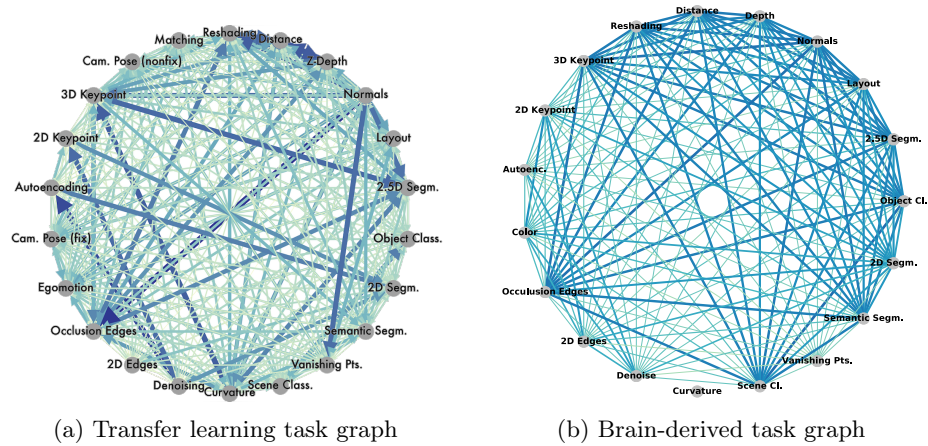 Reshading
Distance
Matching
Z-Depth
Cam. Pose (nonfix)
3D Keypoint
Normals
2D Keypoint
Layout
Autoencoding
2.5D Segm.
Cam. Pose (fix)
Object Class.
Egomotion
2D Segm.
Occlusion Edges
Semantic Segm.
2D Edges
Vanishing Pts.
Denoising
Scene Class.
Curvature
(a) Transfer learning task graph
Distance
Depth
Reshading
Normals
3D Keypoint
Layout
2D Keypoint
2.5D Segm.
Autoenc.
Object Cl.
Color
2D Segm.
Occulusion Edges
Semantic Segm.
2D Edges
Vanishing Pts.
Denoise
Scene Cl.
Curvature
(b) Brain-derived task graph